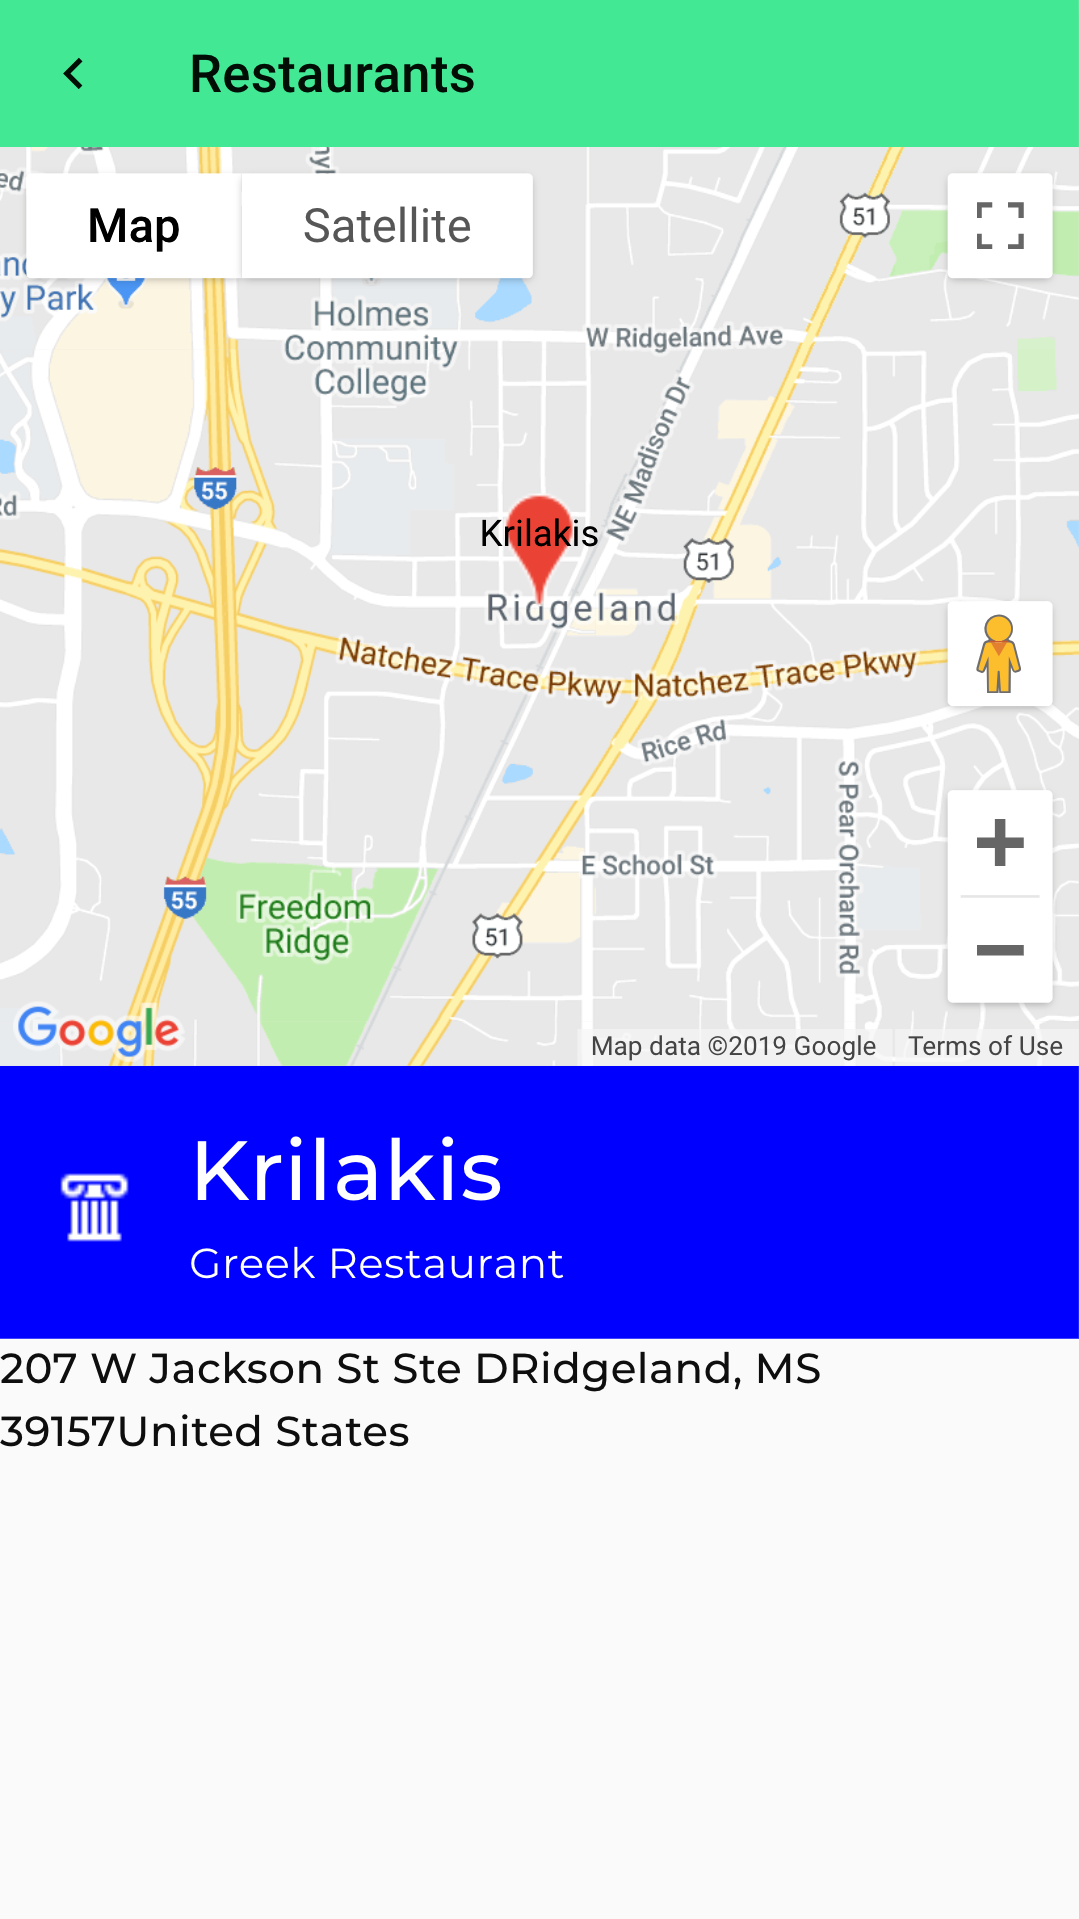 Restaurants
Map
Satellite
51
y Park
Holmes
Community
College
W Ridgeland Ave
NE Madison Dr
55
Krilakis
51
Ridgeland
Natchez Trace Pkwy
Natchez Trace Pkwy
Rice Rd
S Pear Orchard Rd
E School St
55
Freedom
Ridge
51
Google
Map data ©2019 Google
Terms of Use
Krilakis
Greek Restaurant
207 W Jackson St Ste DRidgeland, MS
39157United States